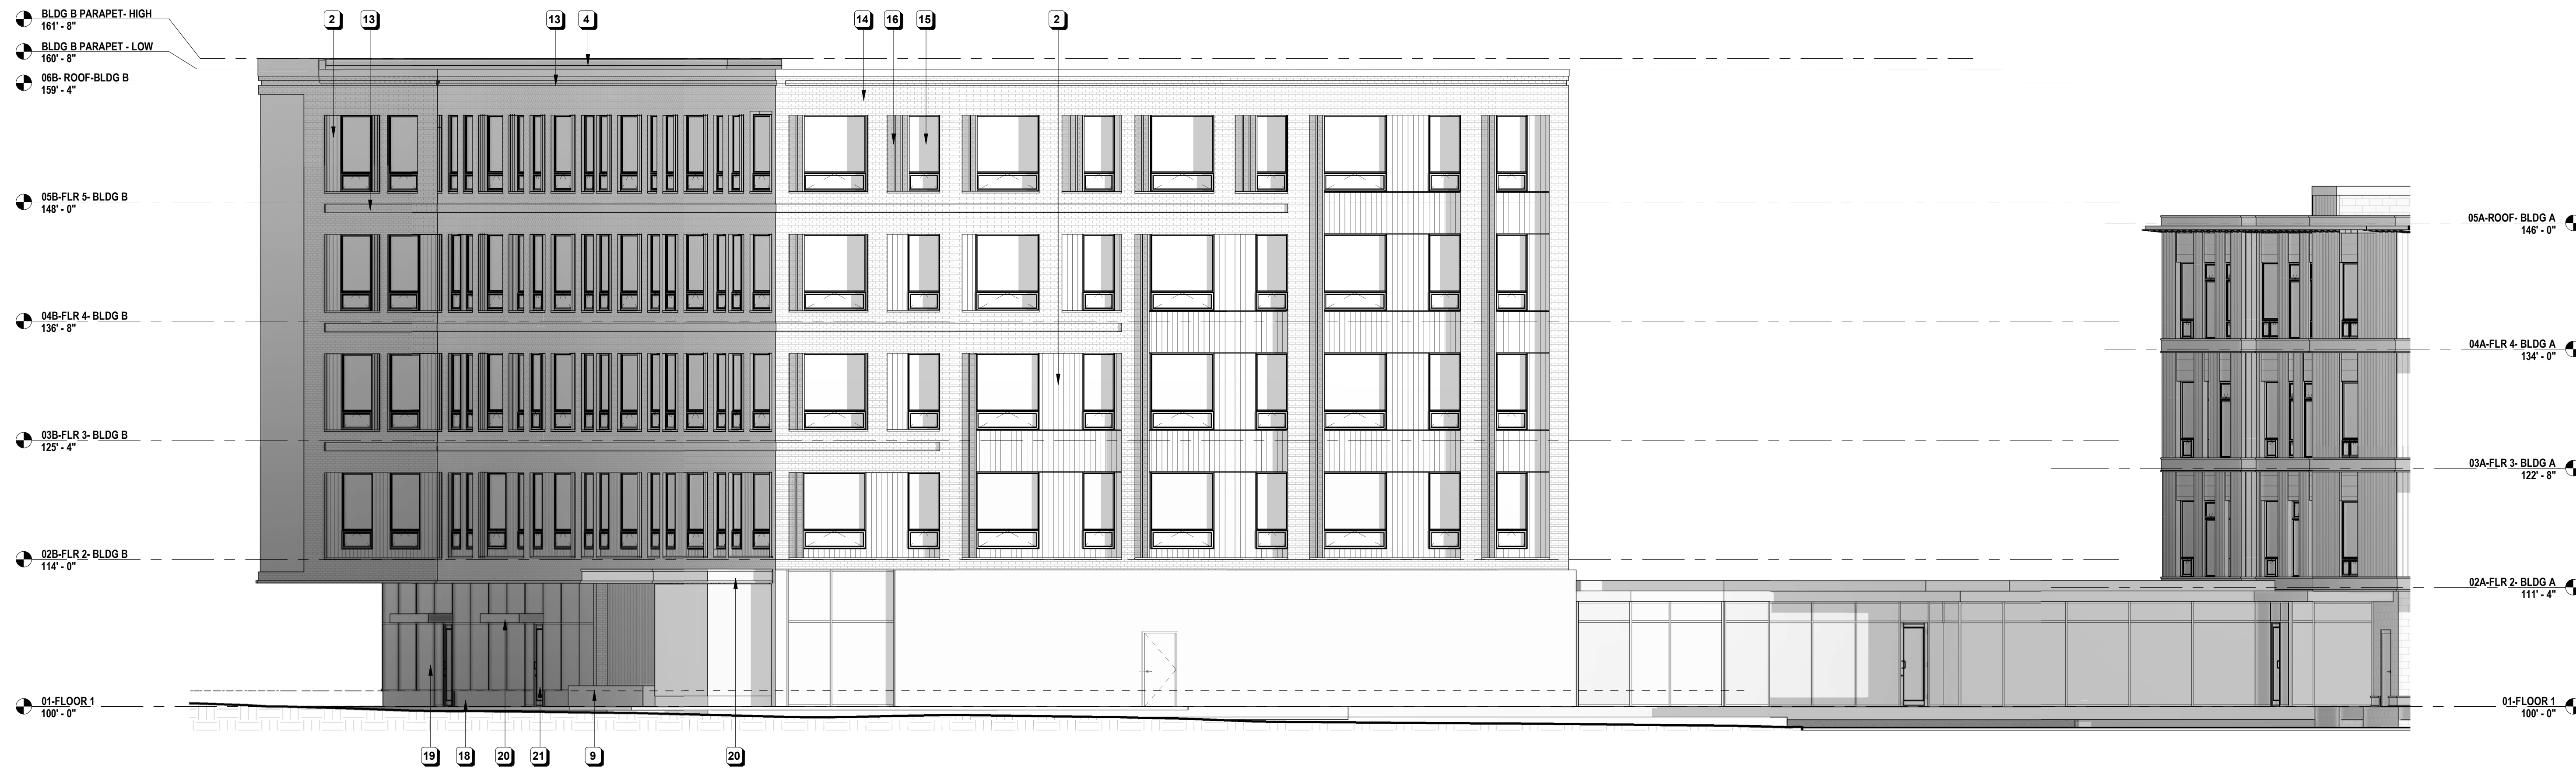 BLDG B PARAPET- HIGH
161' - 8"
BLDG B PARAPET - LOW
160' - 8"
06B- ROOF-BLDG B
159' - 4"
2
13
13
4
14
16
15
2
05B-FLR 5- BLDG B
148' - 0"
05A-ROOF- BLDG A
146' - 0"
04B-FLR 4- BLDG B
136' - 8"
04A-FLR 4- BLDG A
134' - 0"
03B-FLR 3- BLDG B
125' - 4"
03A-FLR 3- BLDG A
122' - 8"
02B-FLR 2- BLDG B
114' - 0"
02A-FLR 2- BLDG A
111' - 4"
01-FLOOR 1
100' - 0"
01-FLOOR 1
100' - 0"
19
18
20
21
9
20